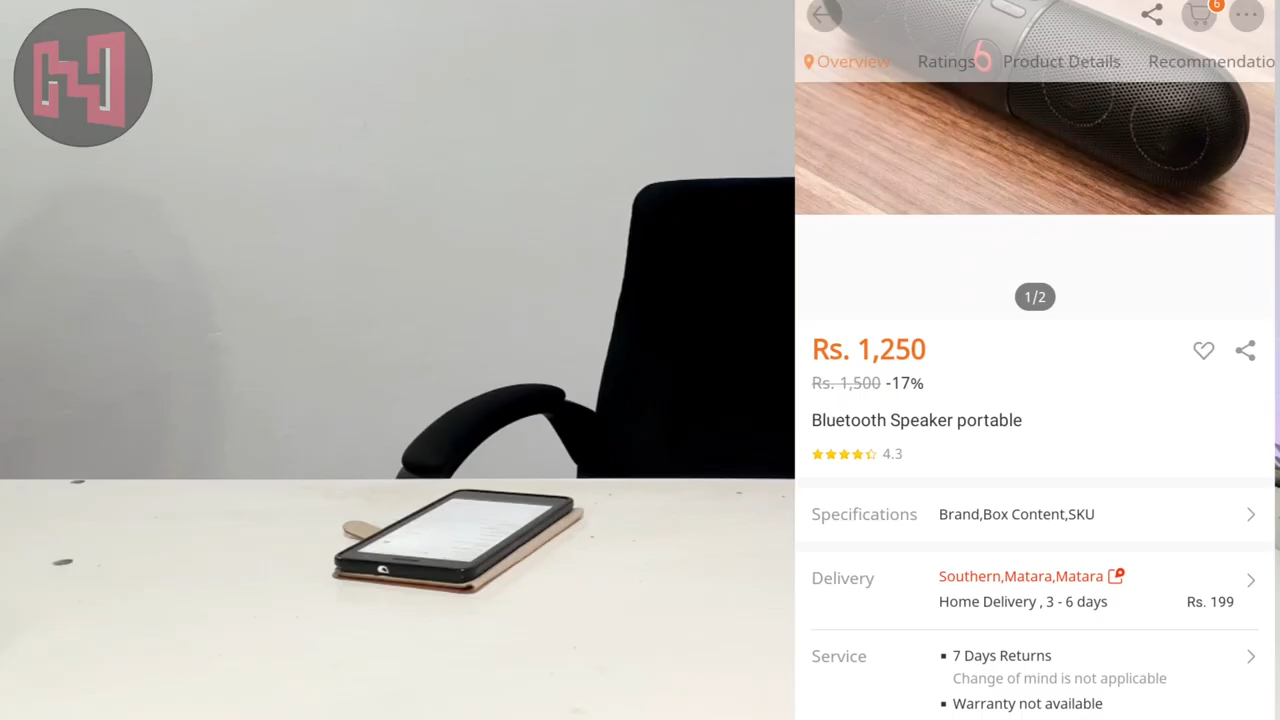 6
Overview Ratings Product Details Recommendatio
1/2
Rs. 1,250
Rs. 1,500 -17%
Bluetooth Speaker portable
4.3
Specifications Brand,Box Content,SKU
Delivery Southern,Matara,Matara
Home Delivery , 3 - 6 days Rs. 199
Service ▪ 7 Days Returns
Change of mind is not applicable
▪ Warranty not available